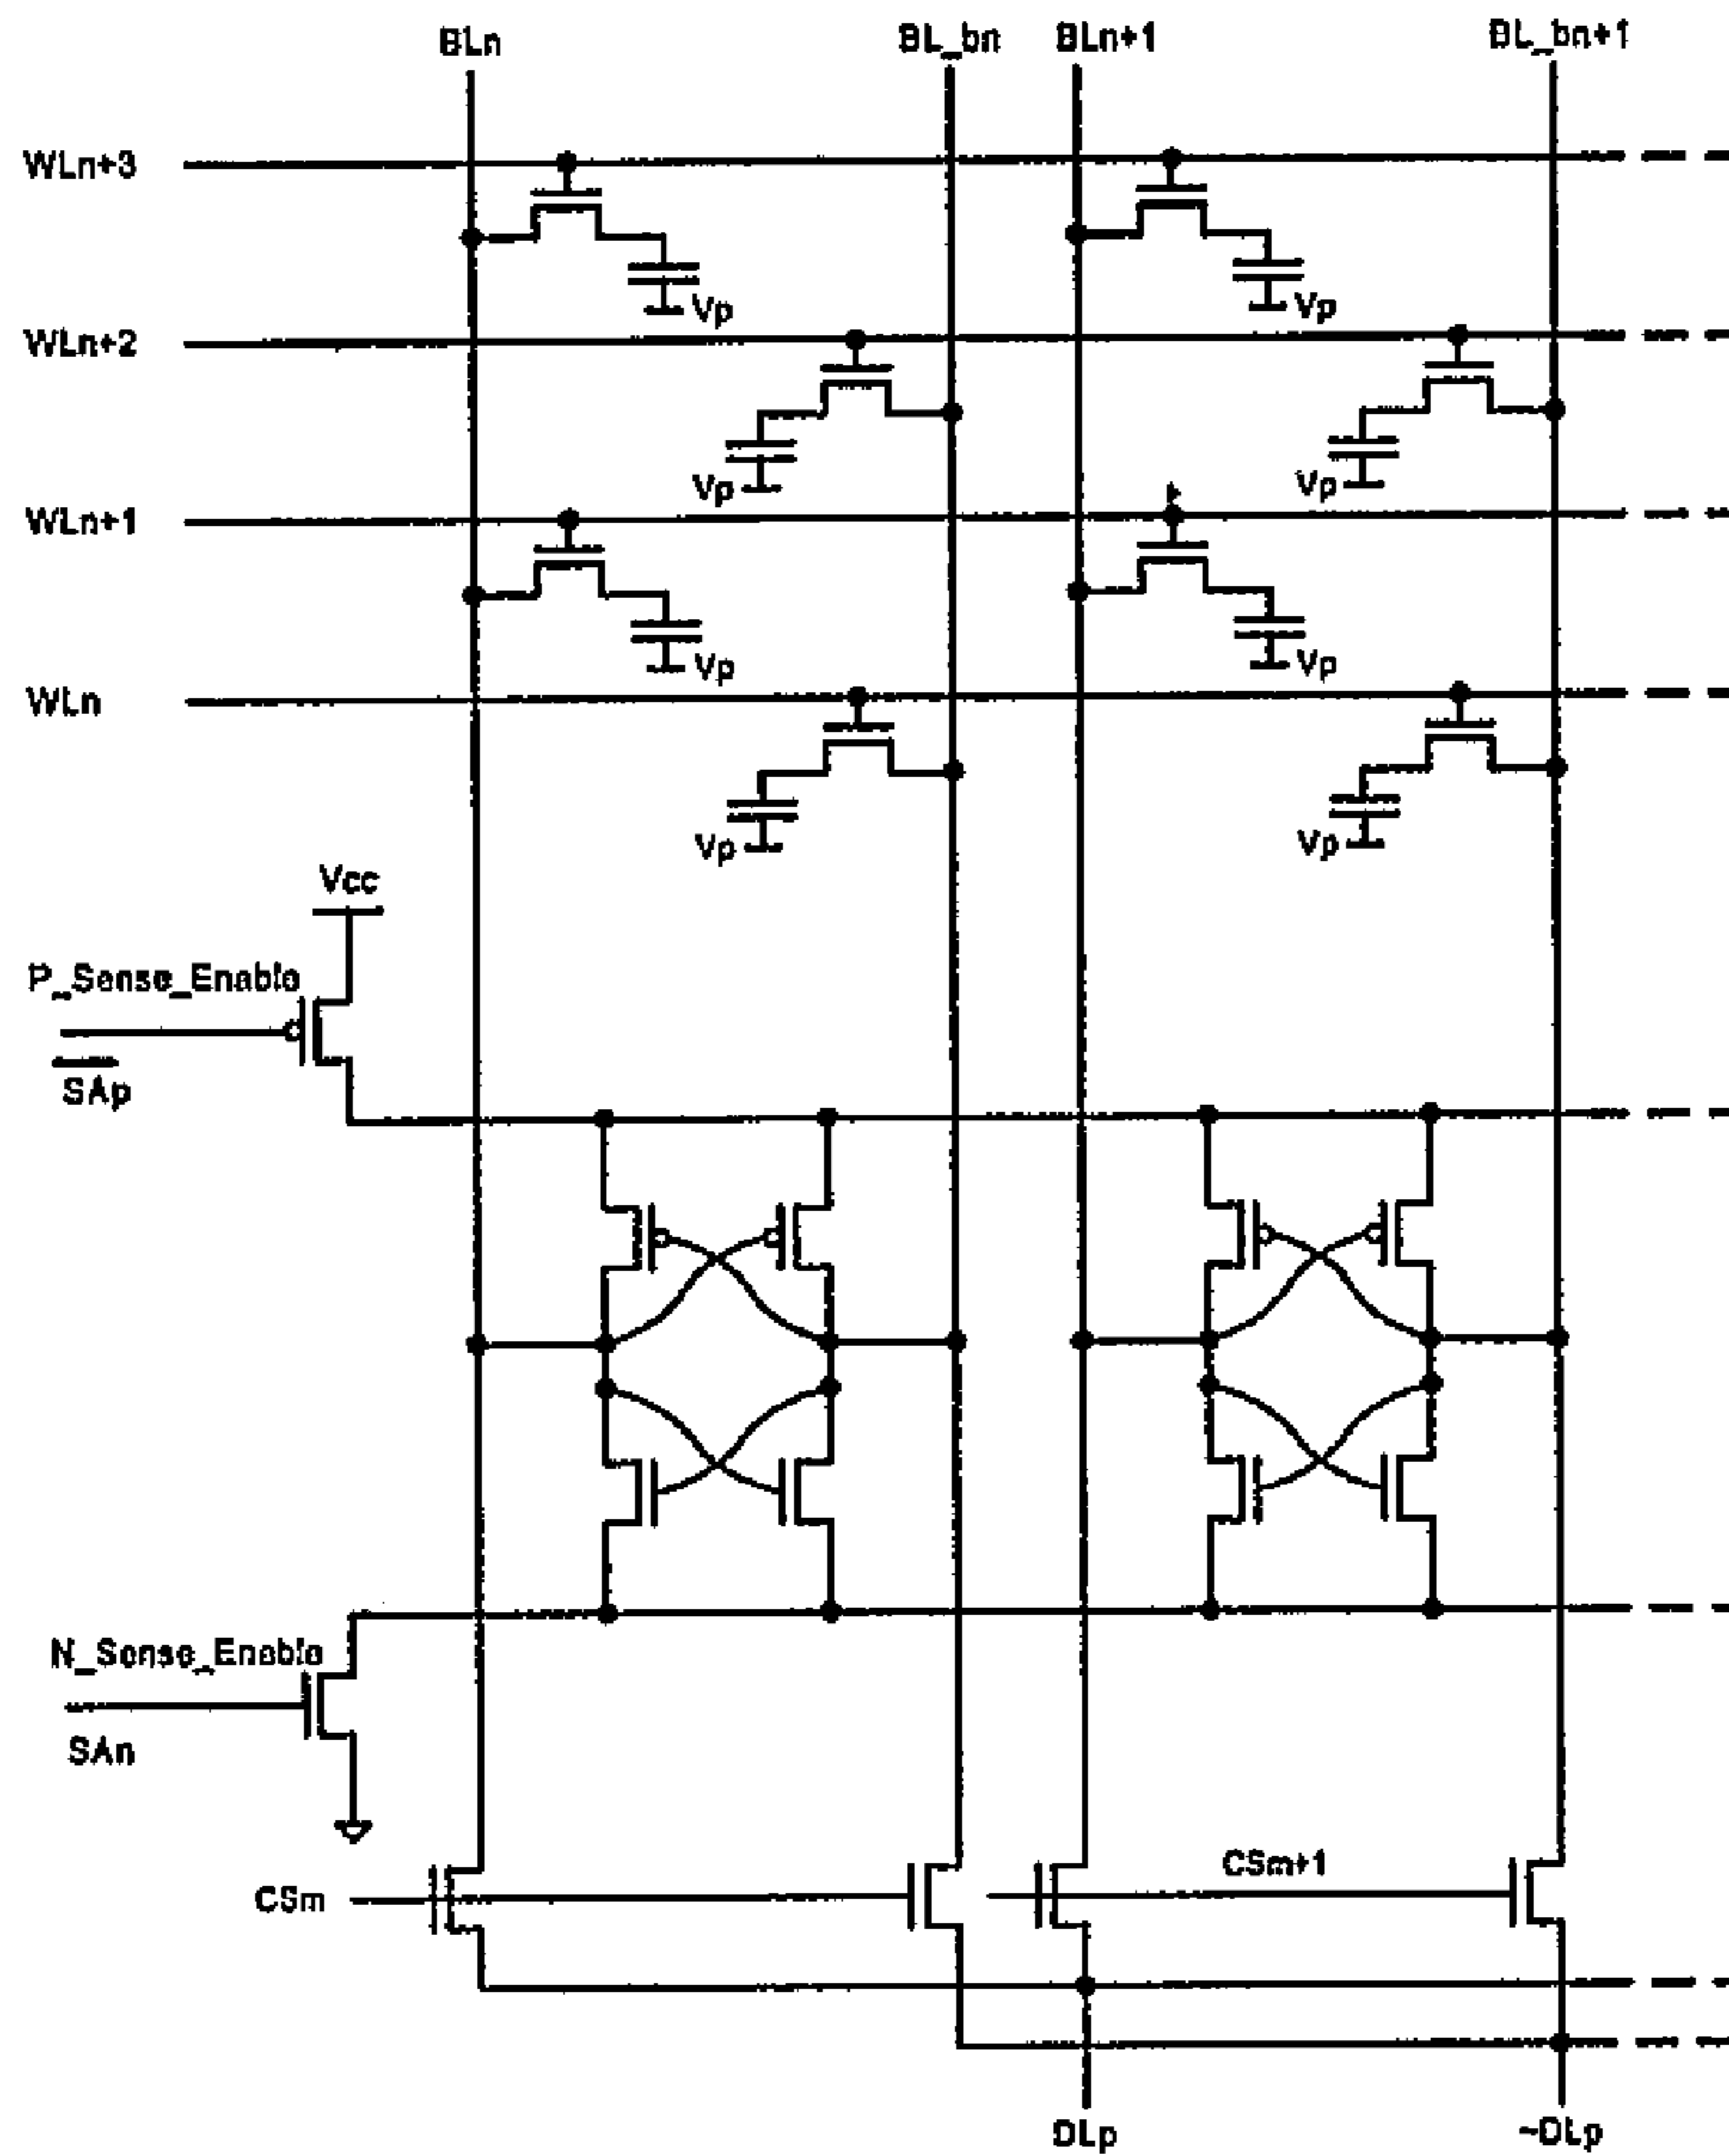 BLn BL_bn BLn+1 BL_bn+1
WLn+3
Vp Vp
WLn+2
Vp Vp
WLn+1
Vp Vp
WLn
Vp Vp
Vcc
P_Sense_Enable
SAp
N_Sense_Enable
SAn
CSm CSm+1
DLp ~DLp